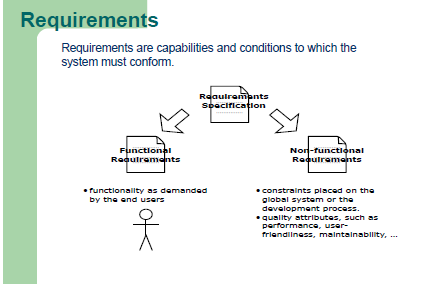 Requirements
Requirements are capabilities and conditions to which the
system must conform.
Requirements
Specification
Functional
Requirements
Non-functional
Requirements
• functionality as demanded
by the end users
• constraints placed on the
global system or the
development process.
• quality attributes, such as
performance, user-
friendliness, maintainability, ...